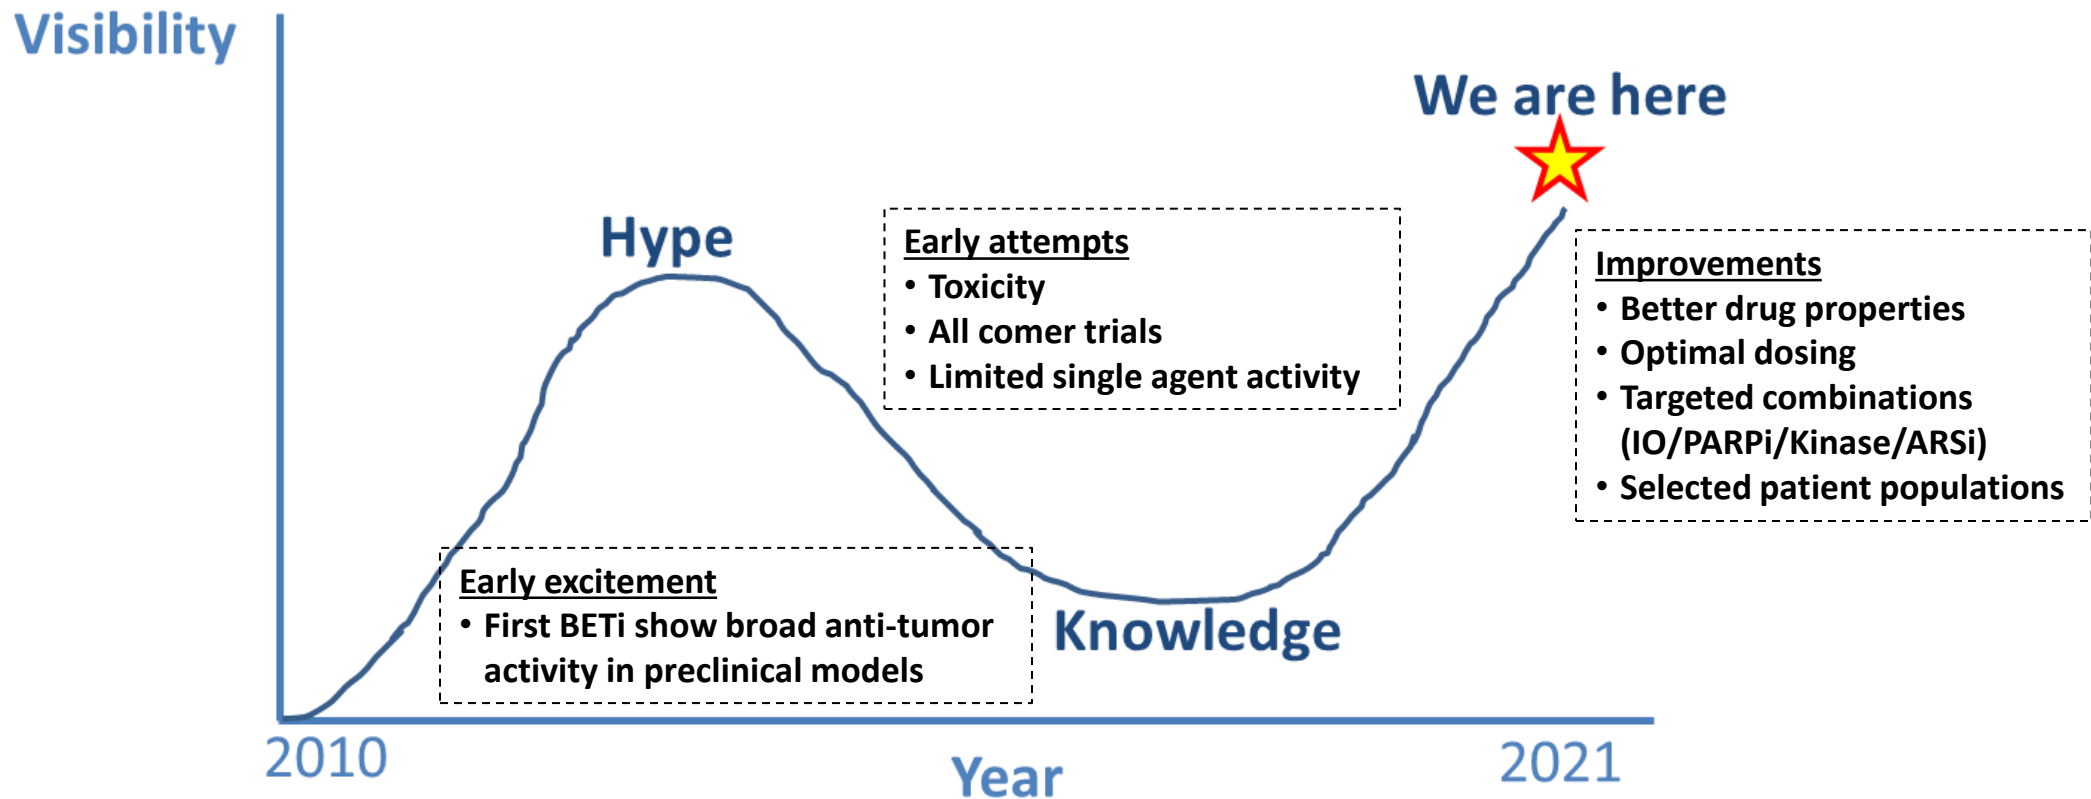 Visibility
We are here
Hype
Early attempts
• Toxicity
• All comer trials
• Limited single agent activity
Improvements
• Better drug properties
• Optimal dosing
• Targeted combinations
(IO/PARPi/Kinase/ARSi)
• Selected patient populations
Early excitement
• First BETi show broad anti-tumor
activity in preclinical models
Knowledge
2010
Year
2021